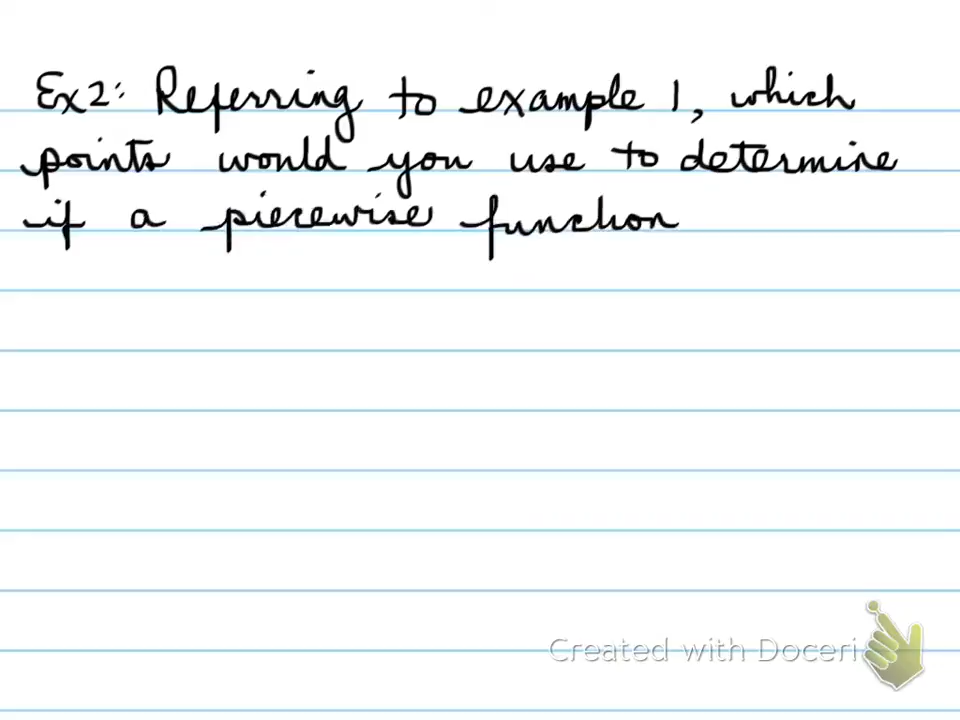 Ex2: Referring to example 1, which
points would you use to determine
if a piecewise function
Created with Doceri